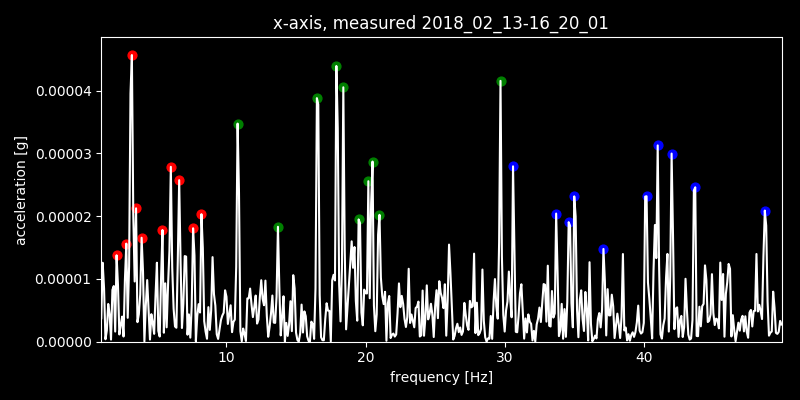 x-axis, measured 2018_02_13-16_20_01
0.00004
0.00003
0.00002
0.00001
0.00000
acceleration [g]
10 20 30 40
frequency [Hz]